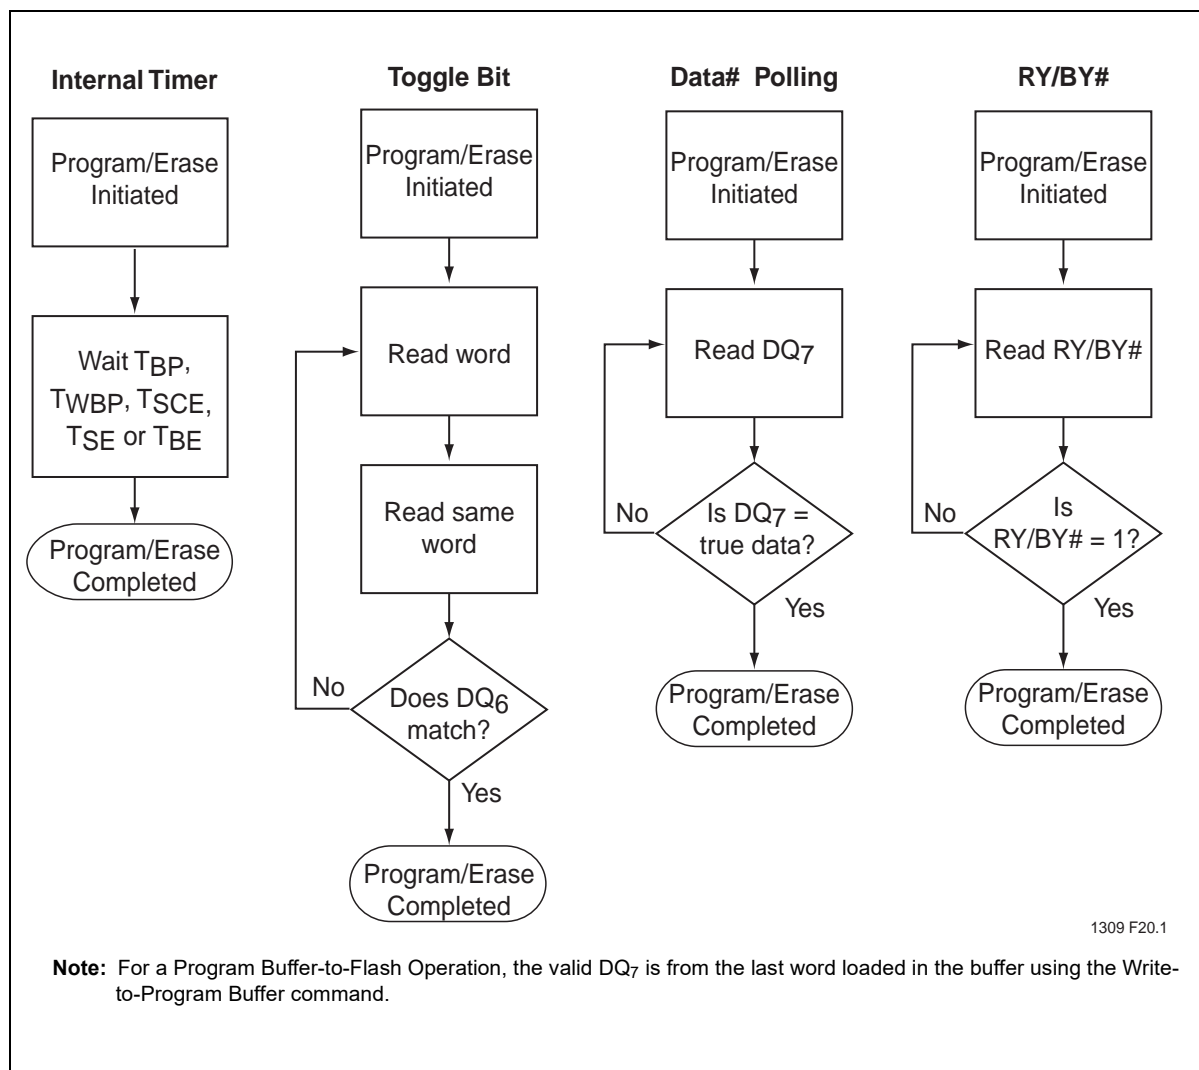 Internal Timer
Program/Erase
Initiated
Wait TBP,
TWBP, TSCE,
TSE or TBE
Program/Erase
Completed
Toggle Bit
Program/Erase
Initiated
Read word
Read same
word
No
Does DQ6
match?
Yes
Program/Erase
Completed
Data# Polling
Program/Erase
Initiated
Read DQ7
No
Is DQ7 =
true data?
Yes
Program/Erase
Completed
RY/BY#
Program/Erase
Initiated
Read RY/BY#
No
Is
RY/BY# = 1?
Yes
Program/Erase
Completed
1309 F20.1
Note: For a Program Buffer-to-Flash Operation, the valid DQ7 is from the last word loaded in the buffer using the Write-
to-Program Buffer command.